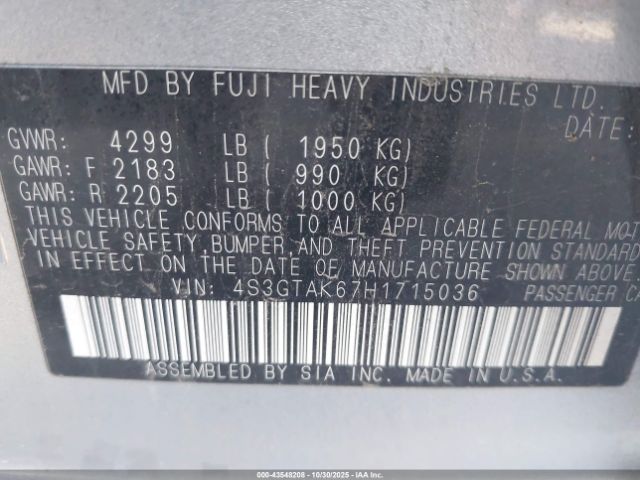 MFD BY FUJI HEAVY INDUSTRIES LTD.
DATE:
GVWR: 4299 LB ( 1950 KG)
GAWR: F 2183 LB ( 990 KG)
GAWR: R 2205 LB ( 1000 KG)
THIS VEHICLE CONFORMS TO ALL APPLICABLE FEDERAL MOT
VEHICLE SAFETY BUMPER AND THEFT PREVENTION STANDARD
IN EFFECT ON THE DATE OF MANUFACTURE SHOWN ABOVE
VIN: 4S3GTAK67H1715036 PASSENGER CA
ASSEMBLED BY SIA INC. MADE IN U.S.A.
000-43548208 - 10/30/2025 - COPYRIGHT IAA, INC.